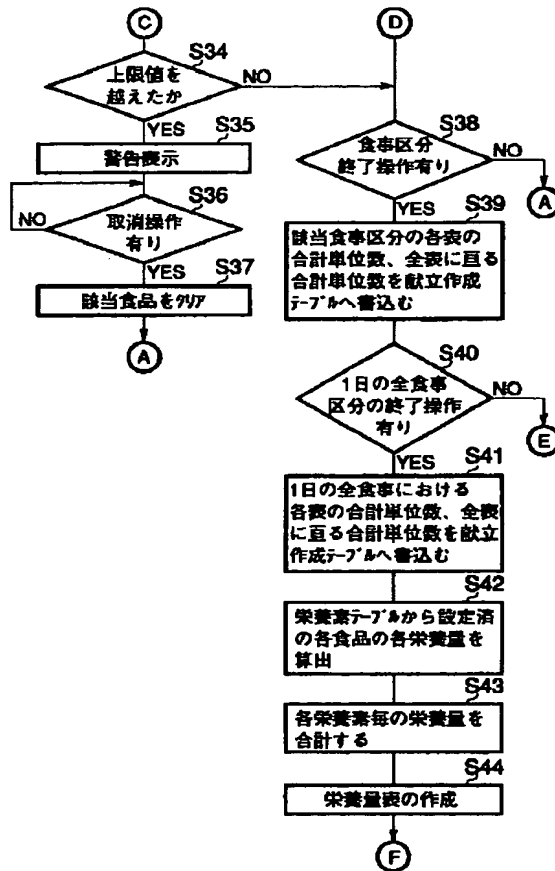 C
S34
上限値を
越えたか
NO
YES
S35
警告表示
S36
取消操作
有り
NO
YES
S37
該当食品をｸﾘｱ
A
D
S38
食事区分
終了操作有り
NO
A
YES
S39
該当食事区分の各表の
合計単位数、全表に亘る
合計単位数を献立作成
ﾃｰﾌﾞﾙへ書込む
S40
1日の全食事
区分の終了操作
有り
NO
E
YES
S41
1日の全食事における
各表の合計単位数、全表
に亘る合計単位数を献立
作成ﾃｰﾌﾞﾙへ書込む
S42
栄養素ﾃｰﾌﾞﾙから設定済
の各食品の各栄養量を
算出
S43
各栄養素毎の栄養量を
合計する
S44
栄養量表の作成
F